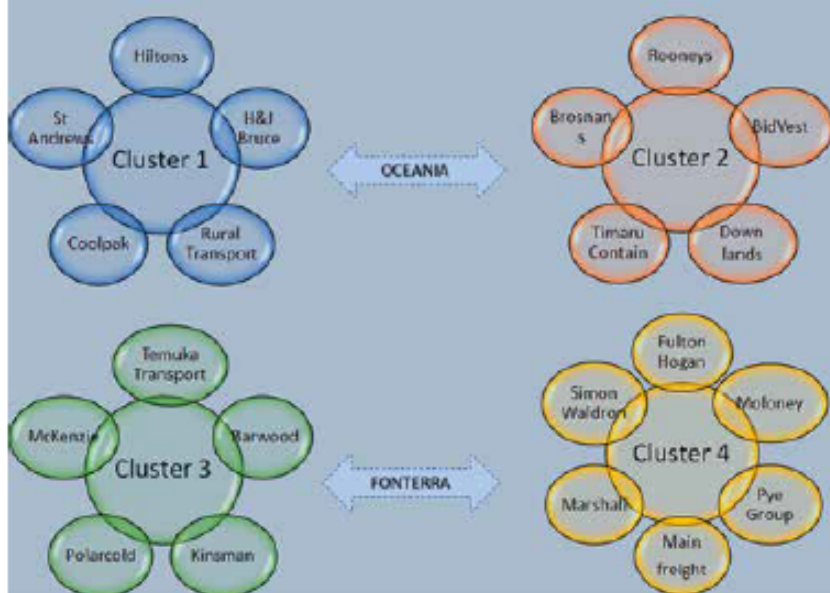 Hiltons
St
Andrews
H&J
Bruce
Cluster 1
Coolpak
Rural
Transport
OCEANIA
Rooneys
Brosnan
s
BidVest
Cluster 2
Timaru
Contain
Down
lands
Temuka
Transport
McKenzie
Barwood
Cluster 3
Polarcold
Kinsman
FONTERRA
Fulton
Hogan
Simon
Waldron
Moloney
Cluster 4
Marshall
Pye
Group
Main
freight